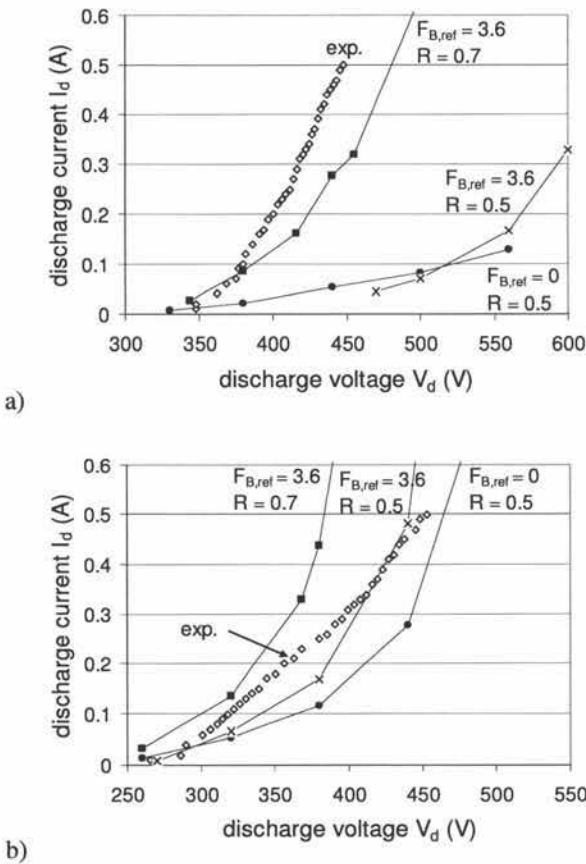 0.6
0.5
0.4
0.3
0.2
0.1
0
discharge current I_d (A)
exp.
F_B,ref = 3.6
R = 0.7
F_B,ref = 3.6
R = 0.5
F_B,ref = 0
R = 0.5
300 350 400 450 500 550 600
discharge voltage V_d (V)
a)
0.6
0.5
0.4
0.3
0.2
0.1
0
discharge current I_d (A)
F_B,ref = 3.6
R = 0.7
F_B,ref = 3.6
R = 0.5
F_B,ref = 0
R = 0.5
exp.
250 300 350 400 450 500 550
discharge voltage V_d (V)
b)